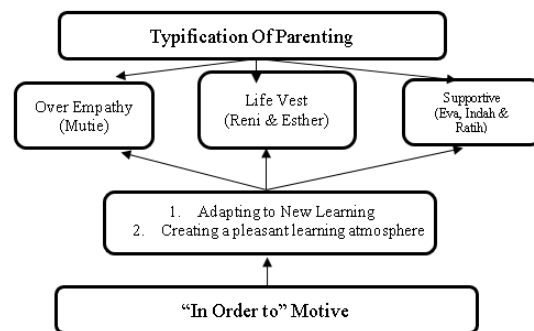 Typification Of Parenting
Over Empathy
(Mutie)
Life Vest
(Reni & Esther)
Supportive
(Eva, Indah &
Ratih)
1. Adapting to New Learning
2. Creating a pleasant learning atmosphere
“In Order to” Motive